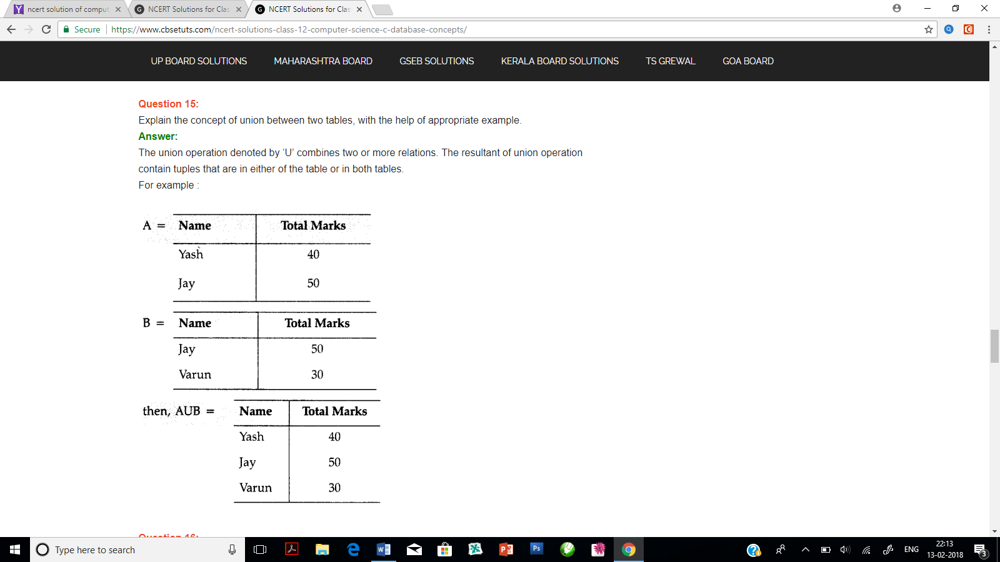 ncert solution of comput
NCERT Solutions for Clas
NCERT Solutions for Clas
Secure
https://www.cbsetuts.com/ncert-solutions-class-12-computer-science-c-database-concepts/
UP BOARD SOLUTIONS MAHARASHTRA BOARD GSEB SOLUTIONS KERALA BOARD SOLUTIONS TS GREWAL GOA BOARD
Question 15:
Explain the concept of union between two tables, with the help of appropriate example.
Answer:
The union operation denoted by ‘U’ combines two or more relations. The resultant of union operation
contain tuples that are in either of the table or in both tables.
For example :
A = Name Total Marks
Yash 40
Jay 50
B = Name Total Marks
Jay 50
Varun 30
then, AUB = Name Total Marks
Yash 40
Jay 50
Varun 30
Question 16:
Type here to search
ENG
22:13
13-02-2018
3